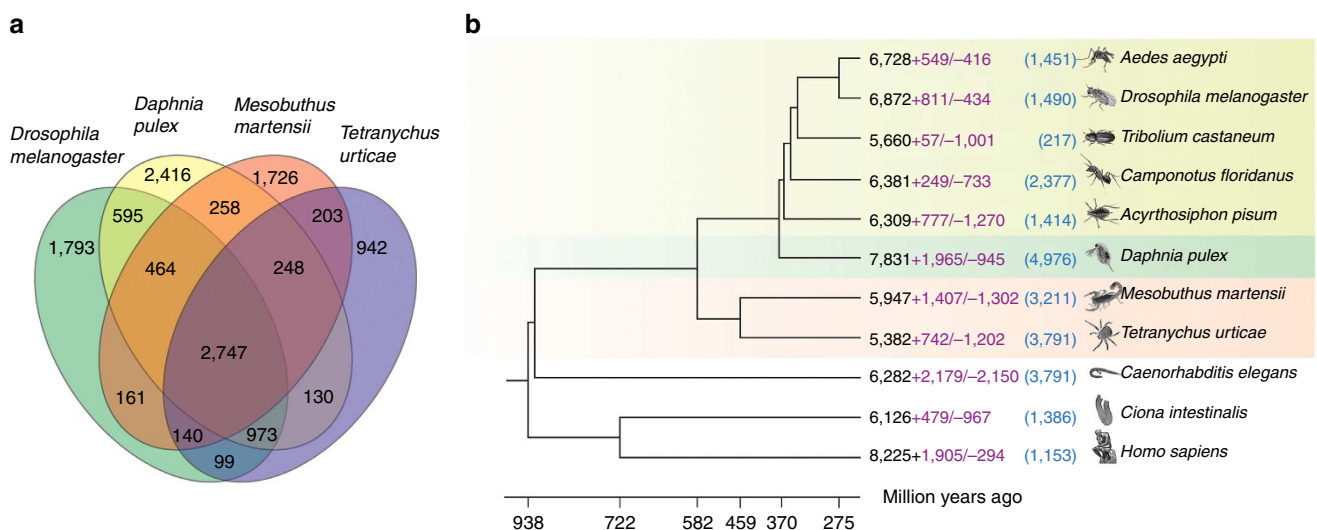 a
Daphnia
pulex
Mesobuthus
martensii
Drosophila
melanogaster
Tetranychus
urticae
2,416
1,726
595
258
203
1,793
942
464
248
2,747
161
130
140
973
99
b
6,728+549/–416 (1,451) Aedes aegypti
6,872+811/–434 (1,490) Drosophila melanogaster
5,660+57/–1,001 (217) Tribolium castaneum
6,381+249/–733 (2,377) Camponotus floridanus
6,309+777/–1,270 (1,414) Acyrthosiphon pisum
7,831+1,965/–945 (4,976) Daphnia pulex
5,947+1,407/–1,302 (3,211) Mesobuthus martensii
5,382+742/–1,202 (3,791) Tetranychus urticae
6,282+2,179/–2,150 (3,791) Caenorhabditis elegans
6,126+479/–967 (1,386) Ciona intestinalis
8,225+1,905/–294 (1,153) Homo sapiens
Million years ago
938 722 582 459 370 275